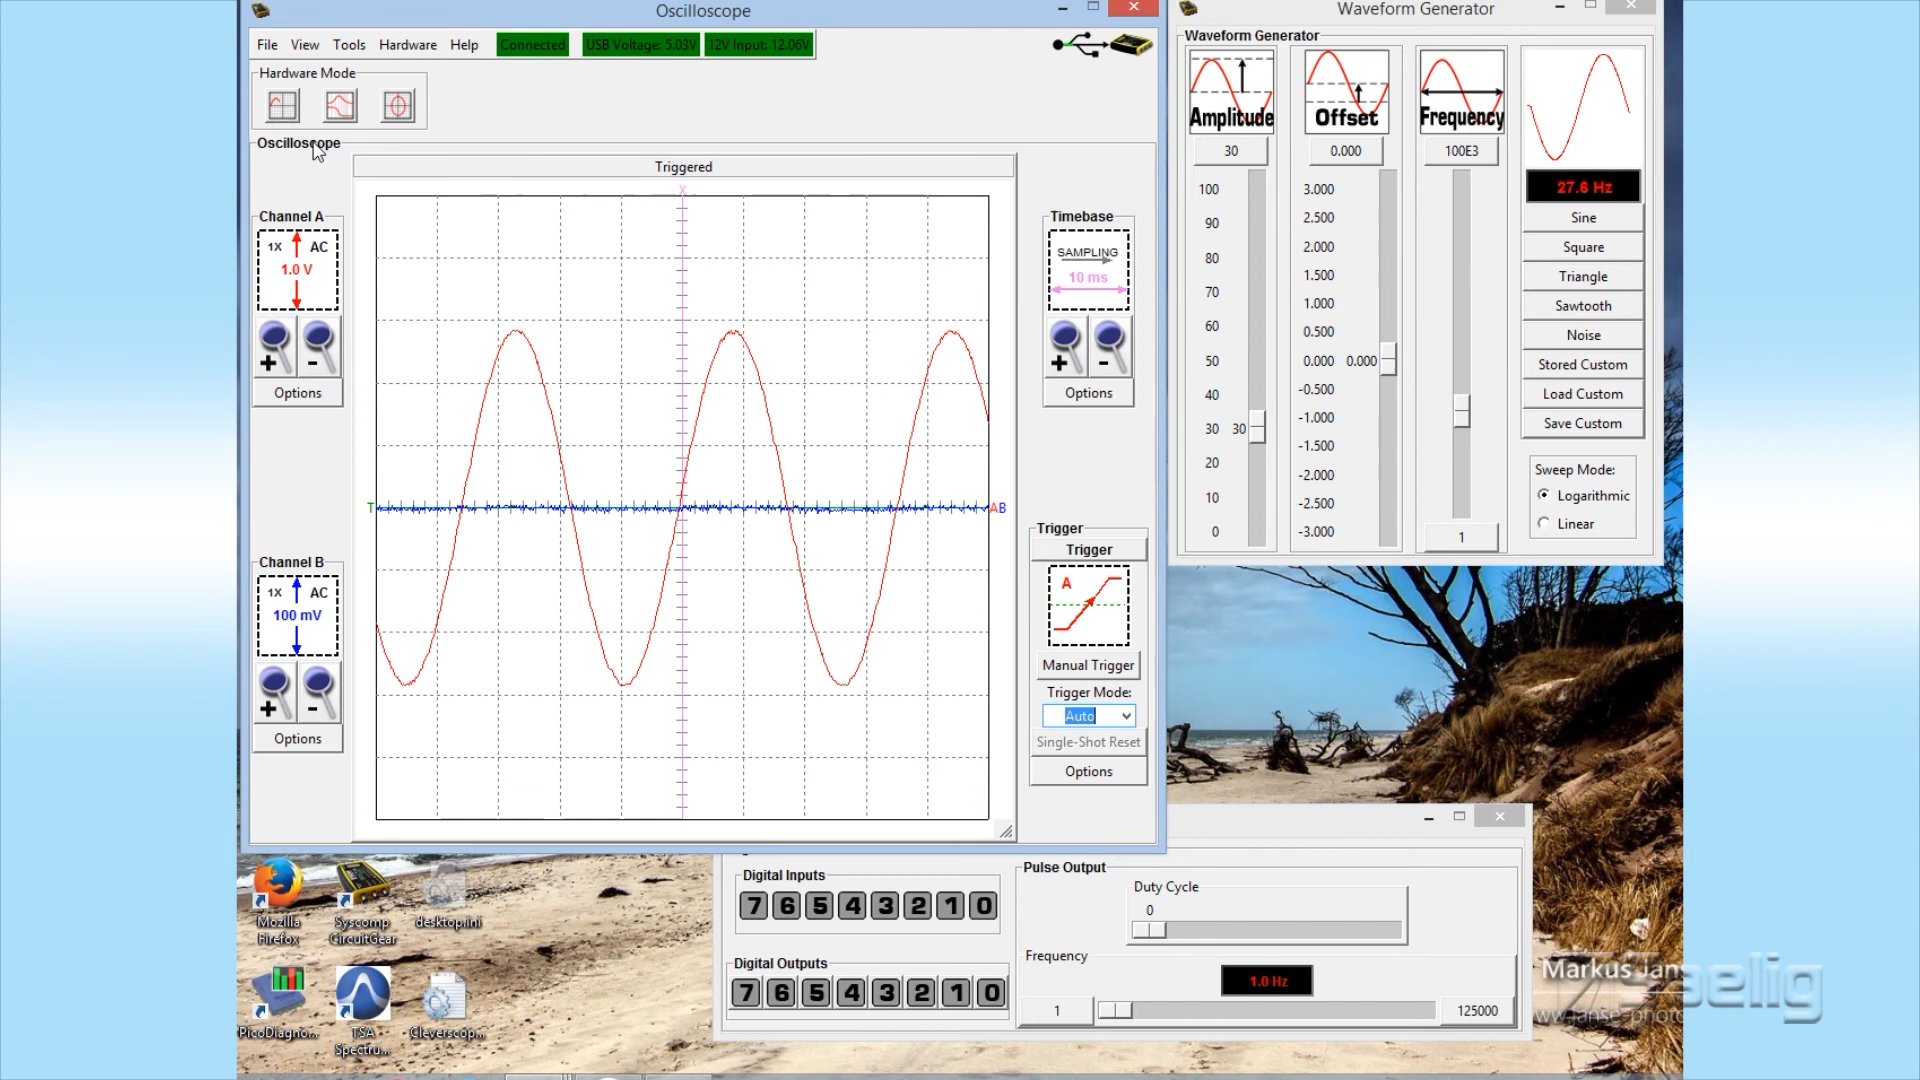 Oscilloscope
File View Tools Hardware Help Connected USB Voltage: 5.03V 12V Input: 12.06V
Hardware Mode
Oscilloscope
Triggered
X
Channel A
1X AC
1.0 V
+ -
Options
T
AB
Channel B
1X AC
100 mV
+ -
Options
Timebase
SAMPLING
10 ms
+ -
Options
Trigger
Trigger
A
Manual Trigger
Trigger Mode:
Auto
Single-Shot Reset
Options
Waveform Generator
Waveform Generator
Amplitude
30
100
90
80
70
60
50
40
30 30
20
10
0
Offset
0.000
3.000
2.500
2.000
1.500
1.000
0.500
0.000 0.000
-0.500
-1.000
-1.500
-2.000
-2.500
-3.000
Frequency
100E3
1
27.6 Hz
Sine
Square
Triangle
Sawtooth
Noise
Stored Custom
Load Custom
Save Custom
Sweep Mode:
Logarithmic
Linear
Digital Inputs
7 6 5 4 3 2 1 0
Digital Outputs
7 6 5 4 3 2 1 0
Pulse Output
Duty Cycle
0
Frequency
1.0 Hz
1
125000
Mozilla
Firefox
Syscomp
CircuitGear
desktop.ini
PicoDiagno...
TSA
Spectru...
Cleverscop...
Markus Jan